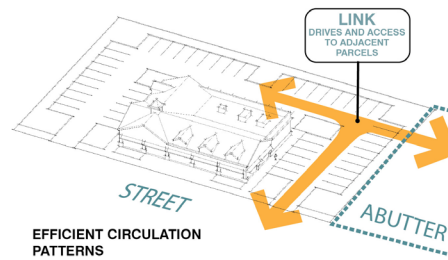 LINK
DRIVES AND ACCESS
TO ADJACENT
PARCELS
STREET
ABUTTER
EFFICIENT CIRCULATION
PATTERNS